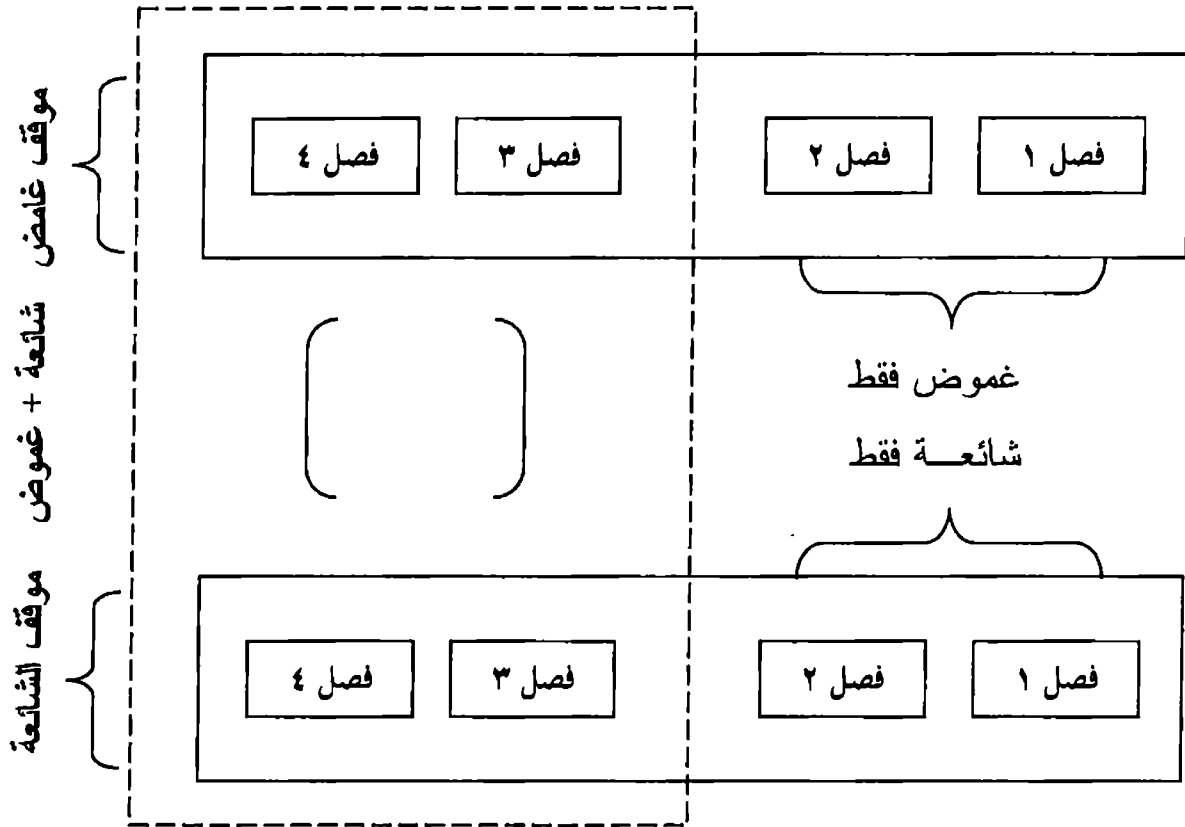 موقف غامض
فصل ١ فصل ٢ فصل ٣ فصل ٤
شائعة + غموض
غموض فقط
شائعــة فقط
موقف الشائعة
فصل ١ فصل ٢ فصل ٣ فصل ٤